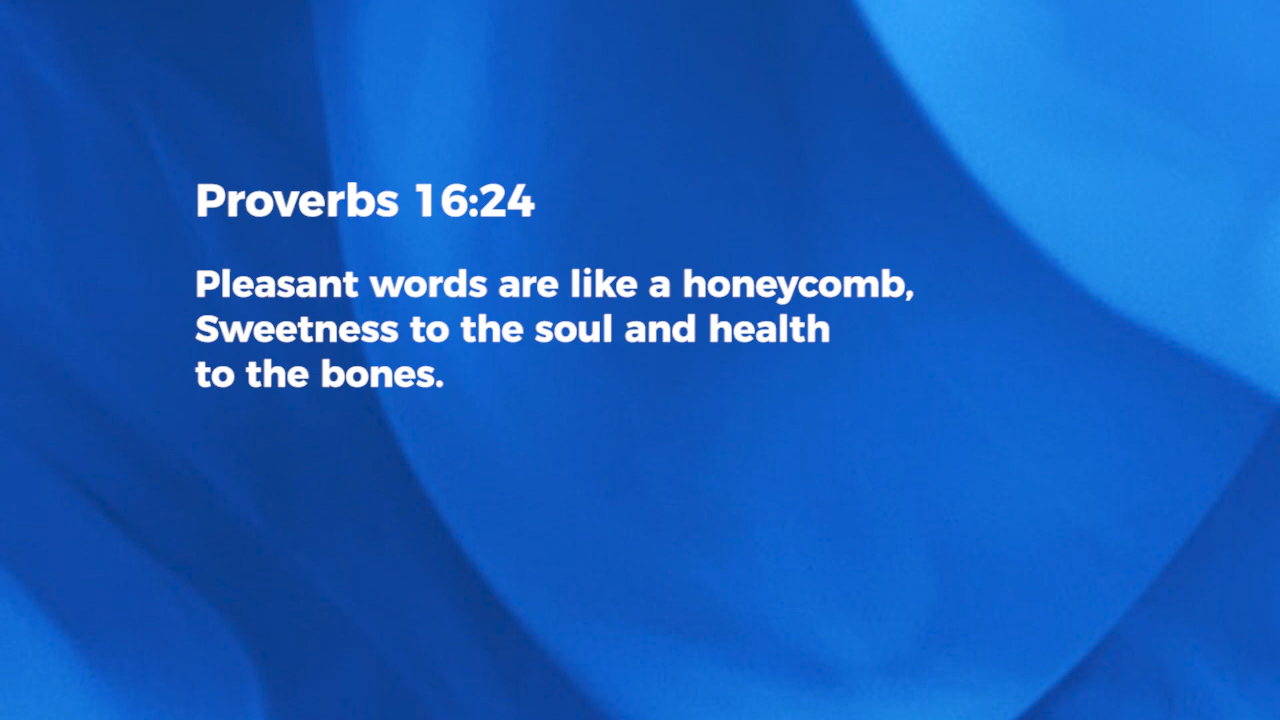 Proverbs 16:24
Pleasant words are like a honeycomb,
Sweetness to the soul and health
to the bones.